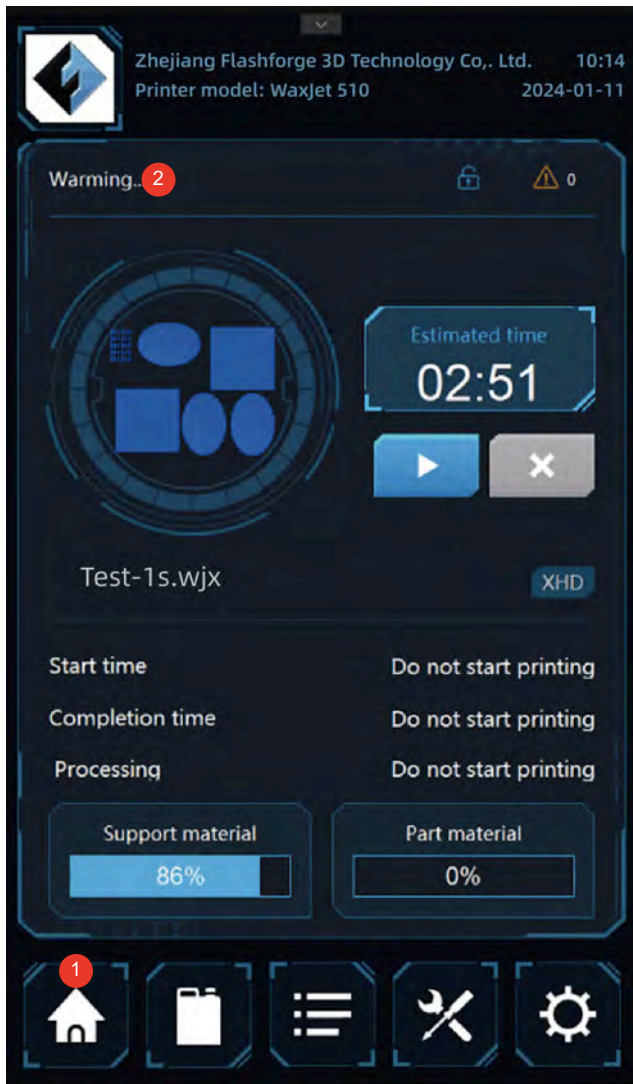 Zhejiang Flashforge 3D Technology Co,. Ltd. 10:14
Printer model: WaxJet 510 2024-01-11
Warming.. 2 0
Estimated time
02:51
Test-1s.wjx XHD
Start time Do not start printing
Completion time Do not start printing
Processing Do not start printing
Support material Part material
86% 0%
1